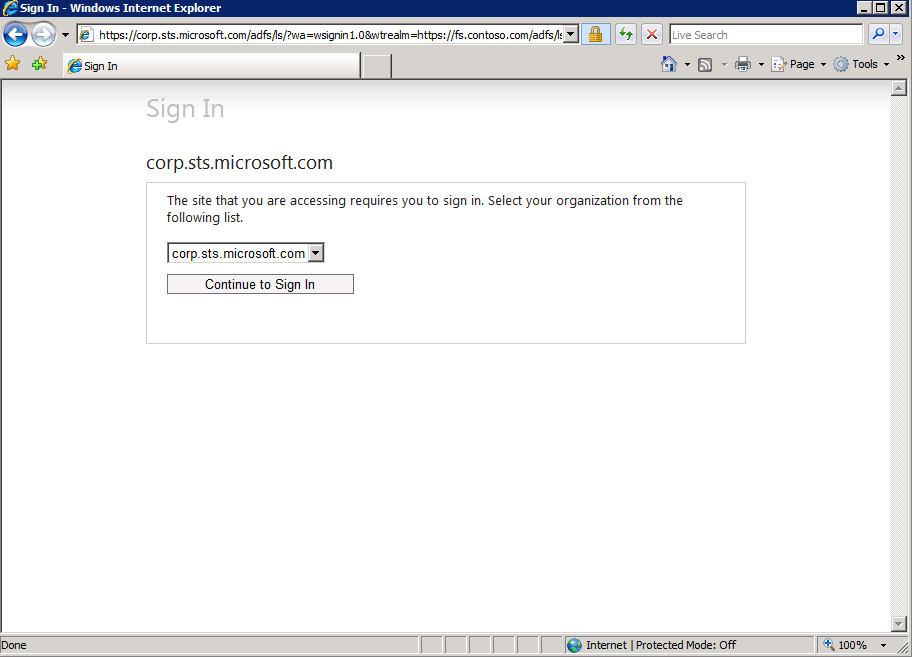 Sign In - Windows Internet Explorer
https://corp.sts.microsoft.com/adfs/ls/?wa=wsignin1.0&wtrealm=https://fs.contoso.com/adfs/ls
Live Search
Sign In
Page
Tools
Sign In
corp.sts.microsoft.com
The site that you are accessing requires you to sign in. Select your organization from the
following list.
corp.sts.microsoft.com
Continue to Sign In
Done
Internet | Protected Mode: Off
100%